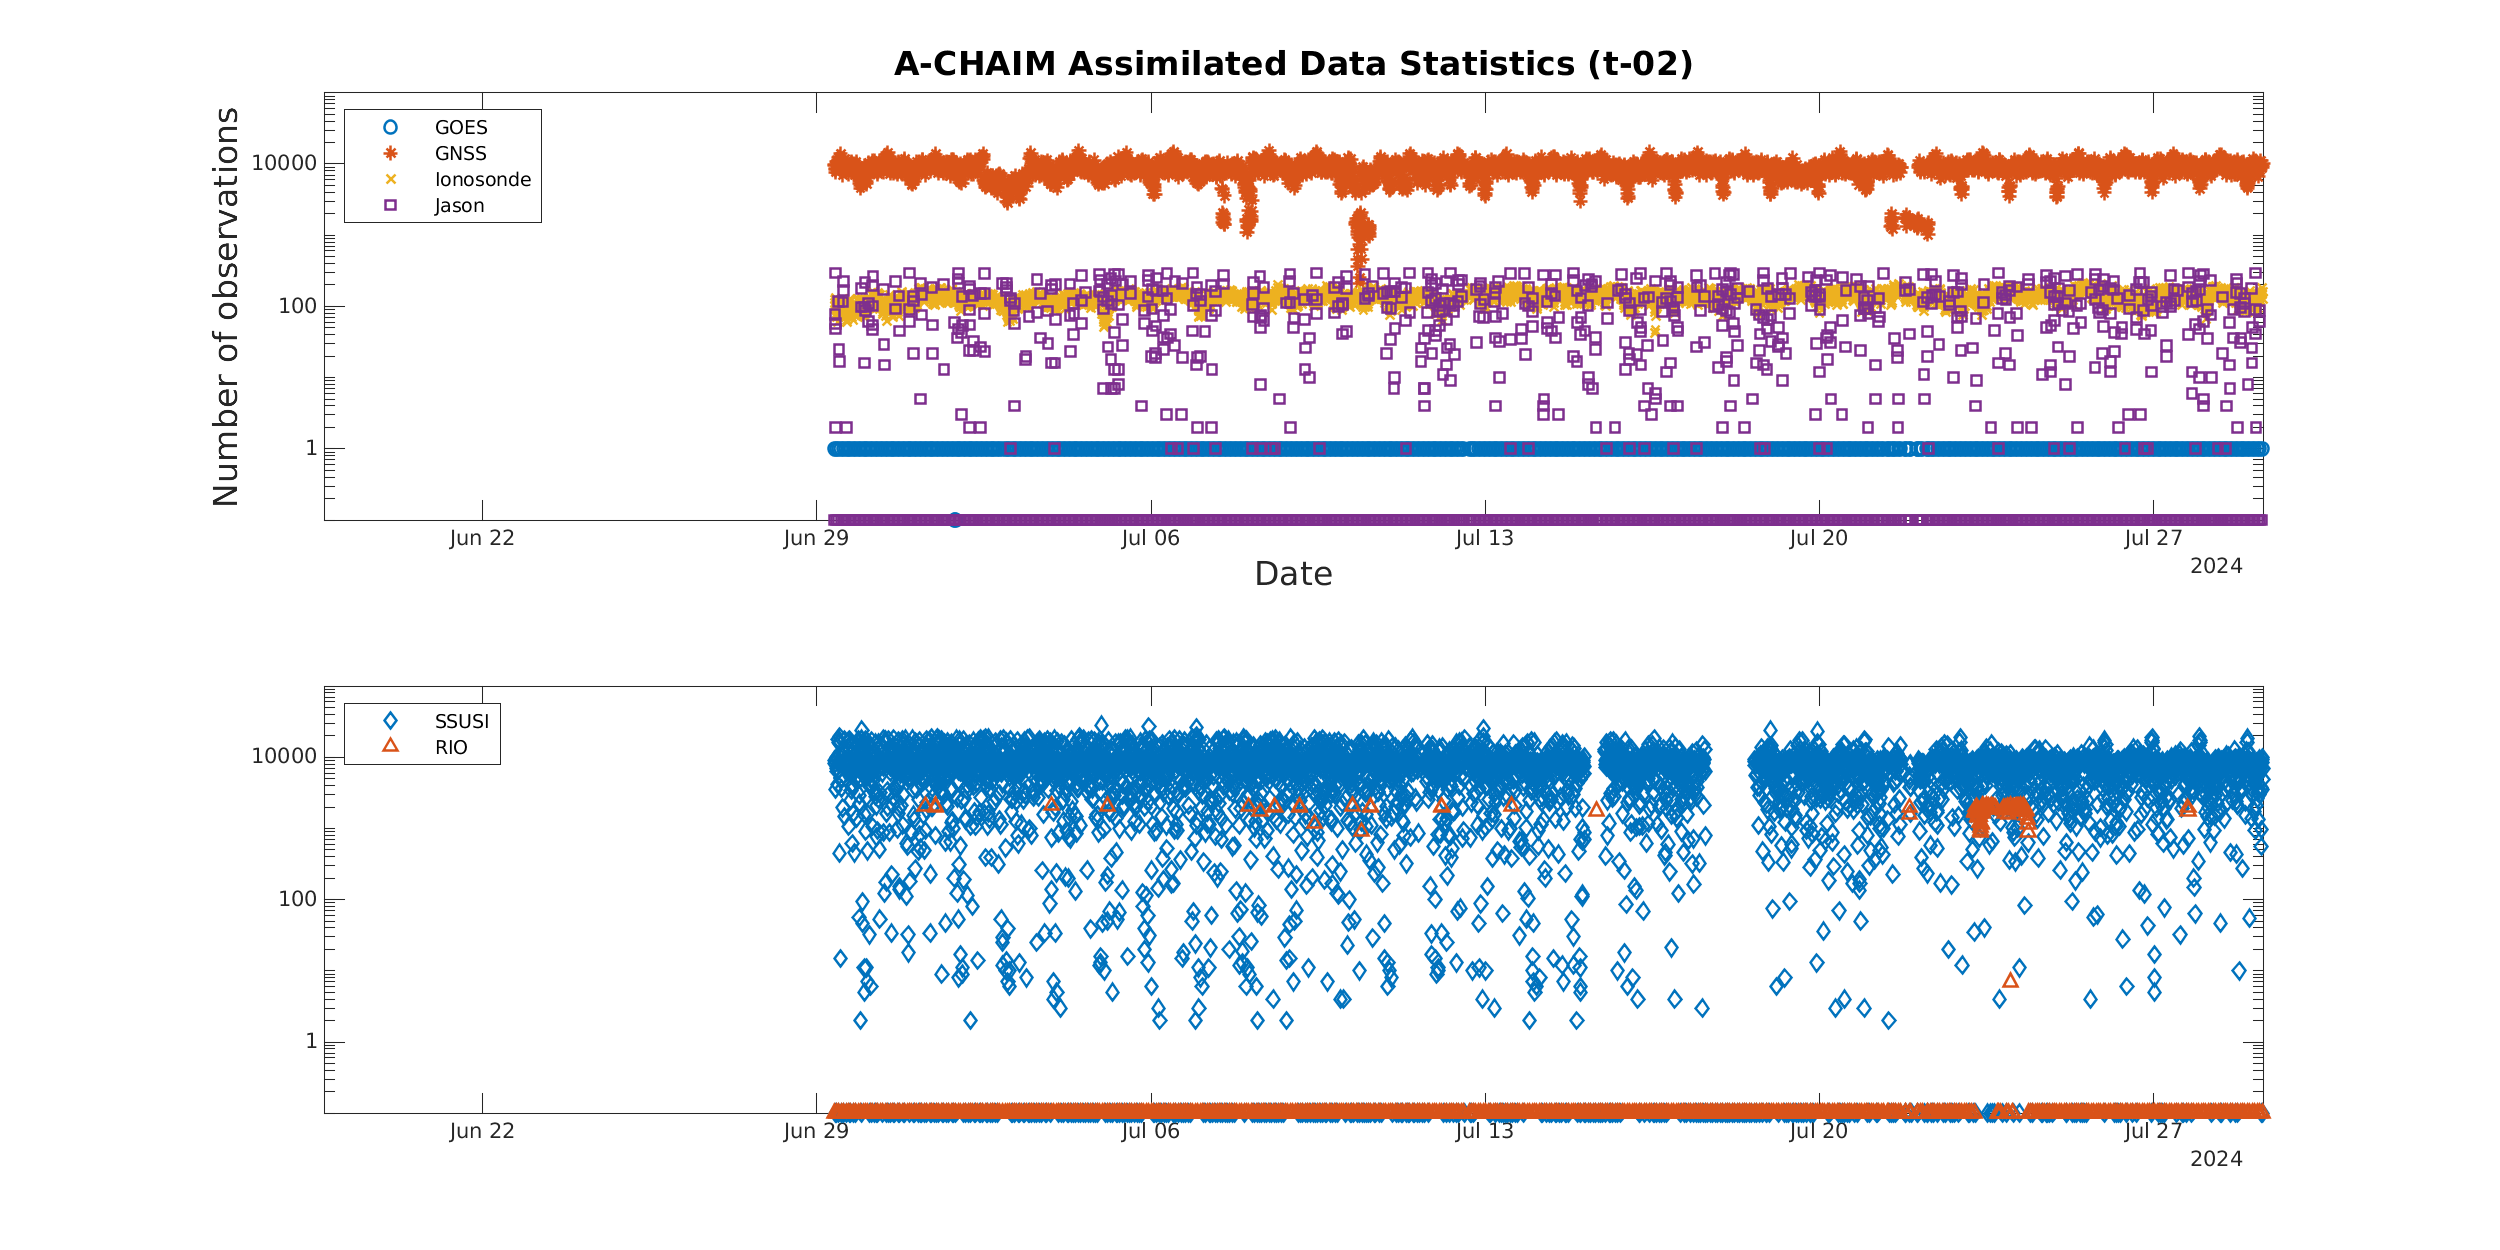 A-CHAIM Assimilated Data Statistics (t-02)
Number of observations
10000
100
1
GOES
GNSS
Ionosonde
Jason
Jun 22
Jun 29
Jul 06
Jul 13
Jul 20
Jul 27
2024
Date
10000
100
1
SSUSI
RIO
Jun 22
Jun 29
Jul 06
Jul 13
Jul 20
Jul 27
2024